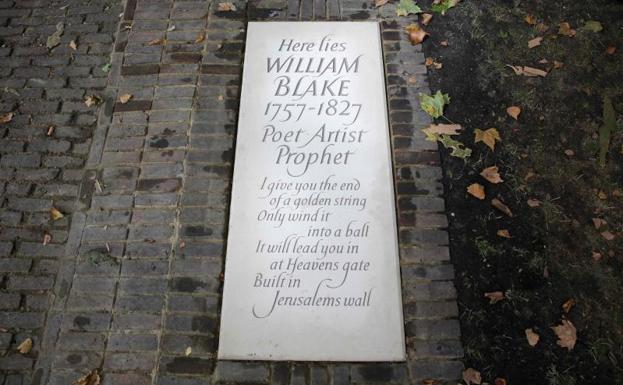 Here lies
WILLIAM
BLAKE
1757-1827
Poet Artist
Prophet
I give you the end
of a golden string
Only wind it
into a ball
It will lead you in
at Heavens gate
Built in
Jerusalems wall